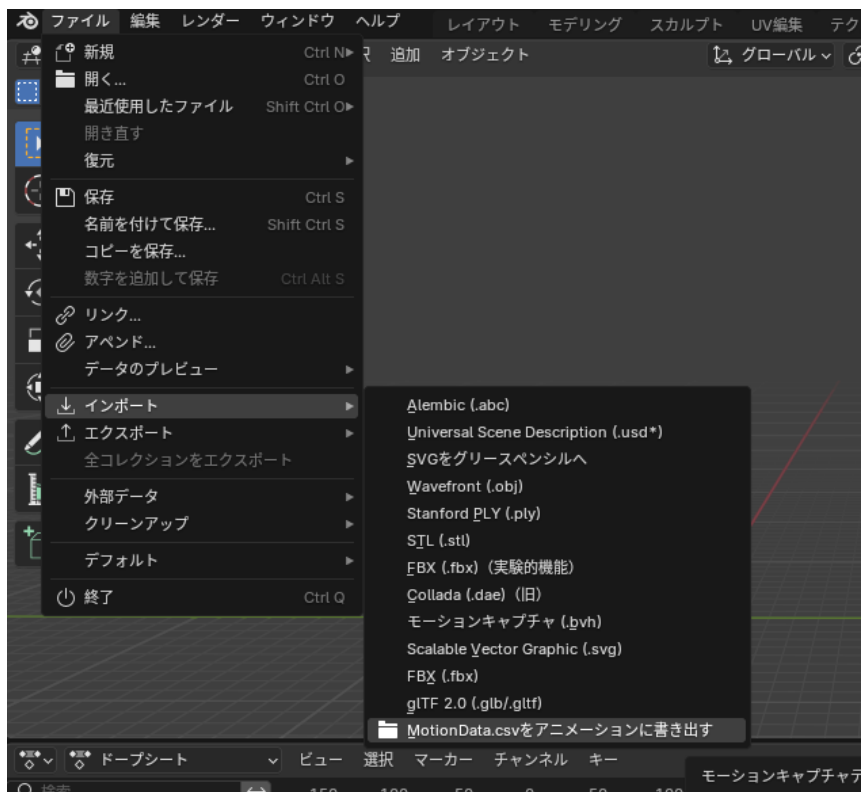 ファイル 編集 レンダー ウィンドウ ヘルプ レイアウト モデリング スカルプト UV編集 テク
追加 オブジェクト グローバル
新規 Ctrl N
開く... Ctrl O
最近使用したファイル Shift Ctrl O
開き直す
復元
保存 Ctrl S
名前を付けて保存... Shift Ctrl S
コピーを保存...
数字を追加して保存 Ctrl Alt S
リンク...
アペンド...
データのプレビュー
インポート
エクスポート
全コレクションをエクスポート
外部データ
クリーンアップ
デフォルト
終了 Ctrl Q
Alembic (.abc)
Universal Scene Description (.usd*)
SVGをグリースペンシルへ
Wavefront (.obj)
Stanford PLY (.ply)
STL (.stl)
FBX (.fbx)（実験的機能）
Collada (.dae)（旧）
モーションキャプチャ (.bvh)
Scalable Vector Graphic (.svg)
FBX (.fbx)
glTF 2.0 (.glb/.gltf)
MotionData.csvをアニメーションに書き出す
ドープシート ビュー 選択 マーカー チャンネル キー
モーションキャプチャデ
検索